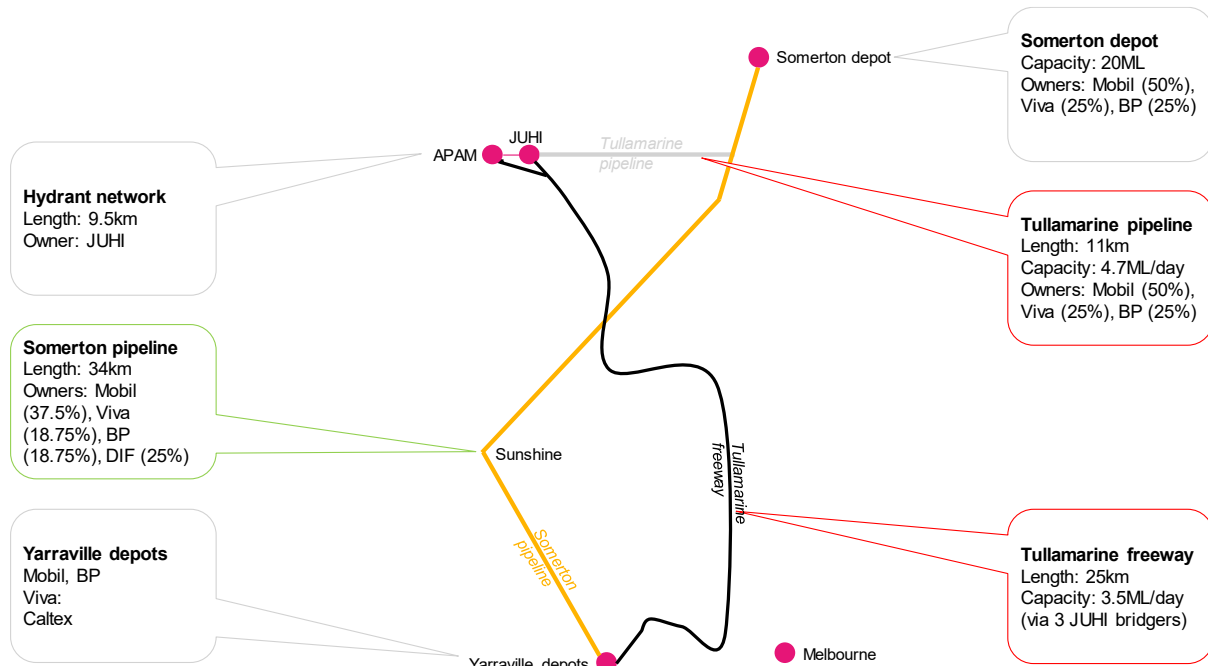 Somerton depot
Somerton depot
Capacity: 20ML
Owners: Mobil (50%),
Viva (25%), BP (25%)
JUHI
APAM
Tullamarine
pipeline
Hydrant network
Length: 9.5km
Owner: JUHI
Tullamarine pipeline
Length: 11km
Capacity: 4.7ML/day
Owners: Mobil (50%),
Viva (25%), BP (25%)
Somerton pipeline
Length: 34km
Owners: Mobil
(37.5%), Viva
(18.75%), BP
(18.75%), DIF (25%)
Sunshine
Tullamarine
freeway
Somerton
pipeline
Yarraville depots
Mobil, BP
Viva:
Caltex
Tullamarine freeway
Length: 25km
Capacity: 3.5ML/day
(via 3 JUHI bridgers)
Yarraville depots
Melbourne